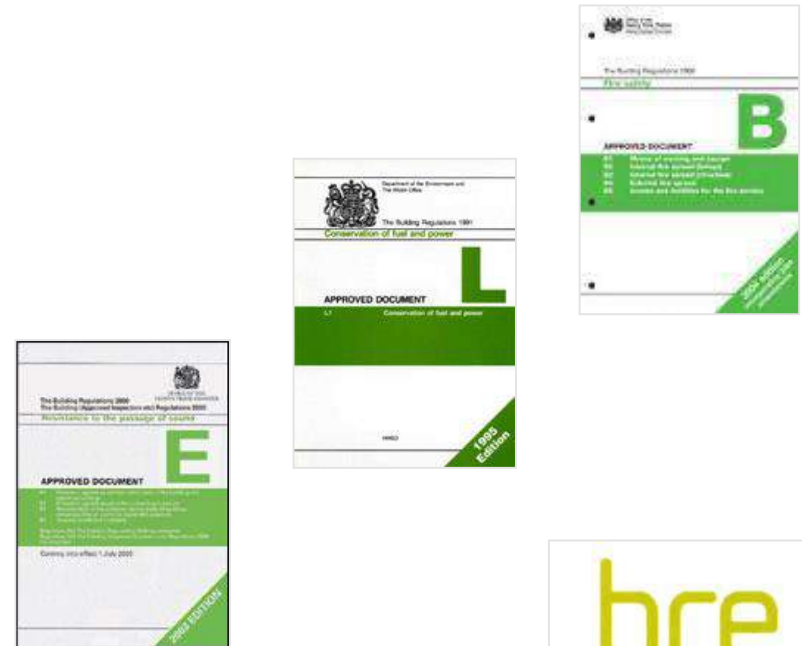 The Building Regulations 2000
Fire safety
B
APPROVED DOCUMENT
B1 Means of warning and escape
B2 Internal fire spread (linings)
B3 Internal fire spread (structure)
B4 External fire spread
B5 Access and facilities for the fire service
Department of the Environment and
The Welsh Office
The Building Regulations 1991
Conservation of fuel and power
L
APPROVED DOCUMENT
L1 Conservation of fuel and power
HMSO
1995
Edition
The Building Regulations 2000
The Building (Approved Inspectors etc) Regulations 2000
Resistance to the passage of sound
E
APPROVED DOCUMENT
Coming into effect 1 July 2003
2003 EDITION
bre